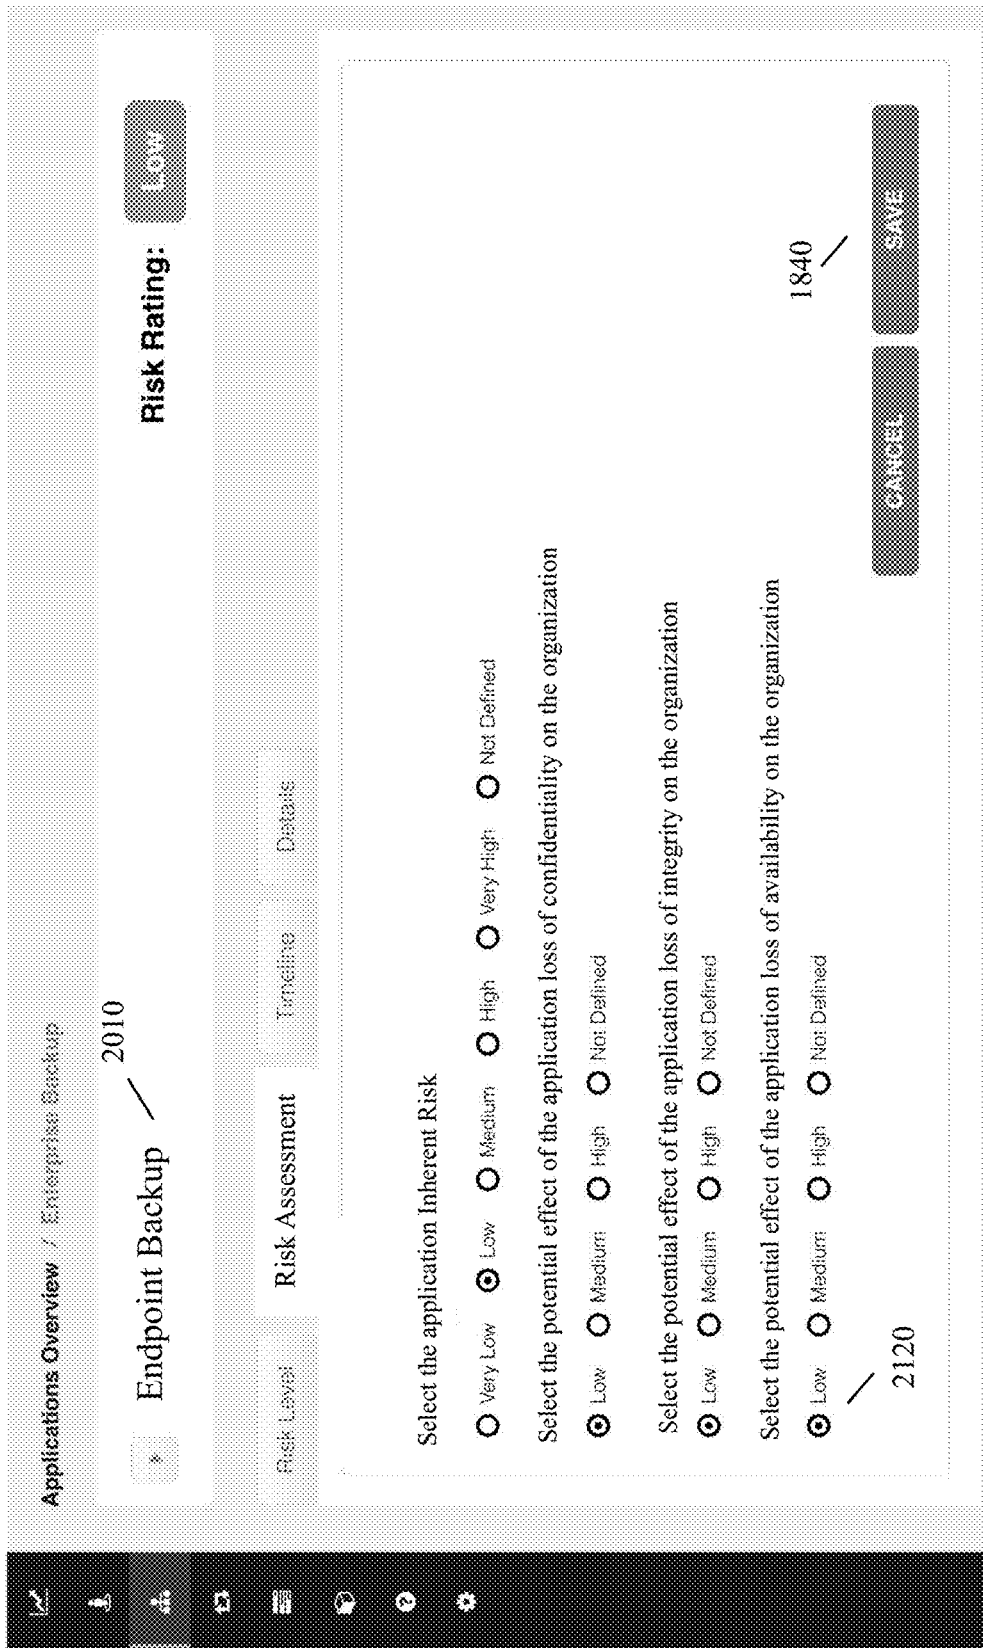 Applications Overview / Enterprise Backup
2010
Endpoint Backup
Risk Rating: Low
Risk Level Risk Assessment Timeline Details
Select the application Inherent Risk
Very Low Low Medium High Very High Not Defined
Select the potential effect of the application loss of confidentiality on the organization
Low Medium High Not Defined
Select the potential effect of the application loss of integrity on the organization
Low Medium High Not Defined
Select the potential effect of the application loss of availability on the organization
Low Medium High Not Defined
2120
1840
CANCEL SAVE